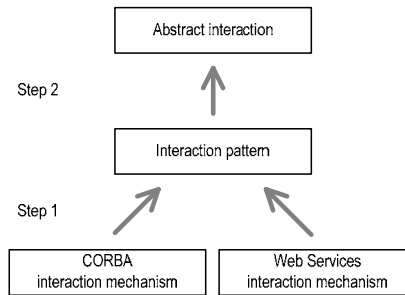 Abstract interaction
Step 2
Interaction pattern
Step 1
CORBA
interaction mechanism
Web Services
interaction mechanism